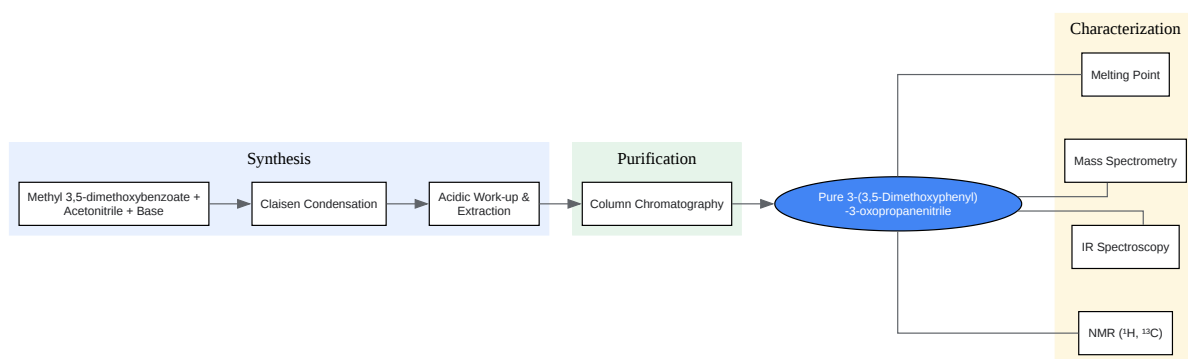 Synthesis
Methyl 3,5-dimethoxybenzoate +
Acetonitrile + Base
Claisen Condensation
Acidic Work-up &
Extraction
Purification
Column Chromatography
Pure 3-(3,5-Dimethoxyphenyl)
-3-oxopropanenitrile
Characterization
Melting Point
Mass Spectrometry
IR Spectroscopy
NMR (¹H, ¹³C)